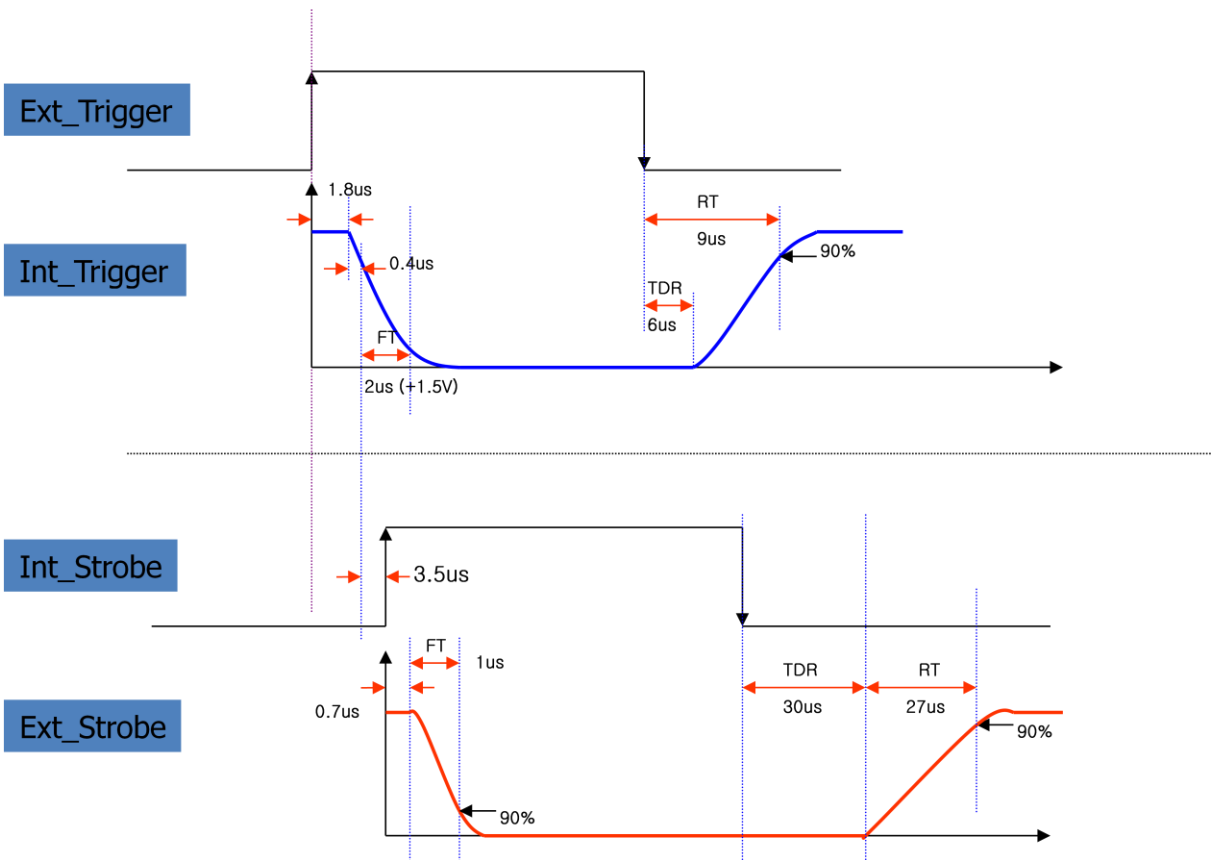 Ext_Trigger
1.8us
RT
9us
90%
Int_Trigger
0.4us
TDR
6us
FT
2us (+1.5V)
Int_Strobe
3.5us
FT
1us
TDR
RT
0.7us
30us
27us
Ext_Strobe
90%
90%